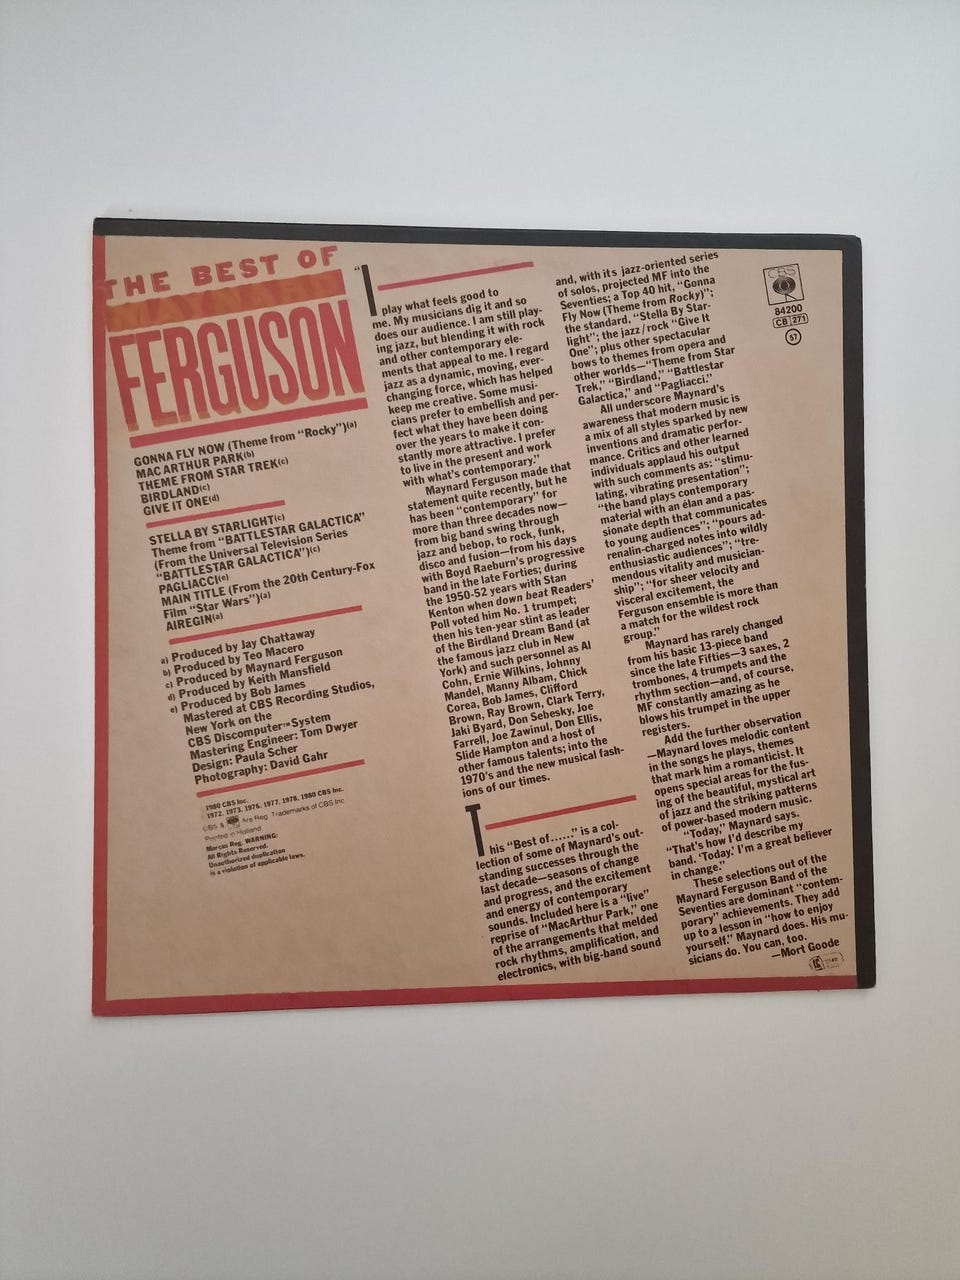 THE BEST OF
MAYNARD
FERGUSON
GONNA FLY NOW (Theme from “Rocky”)(a)
MAC ARTHUR PARK(b)
THEME FROM STAR TREK(c)
BIRDLAND(c)
GIVE IT ONE(d)
STELLA BY STARLIGHT(c)
Theme from “BATTLESTAR GALACTICA”
(From the Universal Television Series
“BATTLESTAR GALACTICA”)(c)
PAGLIACCI(e)
MAIN TITLE (From the 20th Century-Fox
Film “Star Wars”)(a)
AIREGIN(a)
a) Produced by Jay Chattaway
b) Produced by Teo Macero
c) Produced by Maynard Ferguson
d) Produced by Keith Mansfield
e) Produced by Bob James
Mastered at CBS Recording Studios,
New York on the
CBS Discomputer™ System
Mastering Engineer: Tom Dwyer
Design: Paula Scher
Photography: David Gahr
1980 CBS Inc.
1972, 1973, 1976, 1977, 1978, 1980 CBS Inc.
CBS & Are Reg. Trademarks of CBS Inc
Printed in Holland
Marcas Reg. WARNING:
All Rights Reserved.
Unauthorized duplication
is a violation of applicable laws.
“I
play what feels good to
me. My musicians dig it and so
does our audience. I am still play-
ing jazz, but blending it with rock
and other contemporary ele-
ments that appeal to me. I regard
jazz as a dynamic, moving, ever-
changing force, which has helped
keep me creative. Some musi-
cians prefer to embellish and per-
fect what they have been doing
over the years to make it con-
stantly more attractive. I prefer
to live in the present and work
with what’s contemporary.”
Maynard Ferguson made that
statement quite recently, but he
has been “contemporary” for
more than three decades now—
from big band swing through
jazz and bebop, to rock, funk,
disco and fusion—from his days
with Boyd Raeburn’s progressive
band in the late Forties; during
the 1950-52 years with Stan
Kenton when down beat Readers’
Poll voted him No. 1 trumpet;
then his ten-year stint as leader
of the Birdland Dream Band (at
the famous jazz club in New
York) and such personnel as Al
Cohn, Ernie Wilkins, Johnny
Mandel, Manny Albam, Chick
Corea, Bob James, Clifford
Brown, Ray Brown, Clark Terry,
Jaki Byard, Don Sebesky, Joe
Farrell, Joe Zawinul, Don Ellis,
Slide Hampton and a host of
other famous talents; into the
1970’s and the new musical fash-
ions of our times.
This “Best of......” is a col-
lection of some of Maynard’s out-
standing successes through the
last decade—seasons of change
and progress, and the excitement
and energy of contemporary
sounds. Included here is a “live”
reprise of “MacArthur Park,” one
of the arrangements that melded
rock rhythms, amplification, and
electronics, with big-band sound
and, with its jazz-oriented series
of solos, projected MF into the
Seventies; a Top 40 hit, “Gonna
Fly Now (Theme from Rocky)”;
the standard, “Stella By Star-
light”; the jazz/rock “Give It
One”; plus other spectacular
bows to themes from opera and
other worlds—“Theme from Star
Trek,” “Birdland,” “Battlestar
Galactica,” and “Pagliacci.”
All underscore Maynard’s
awareness that modern music is
a mix of all styles sparked by new
inventions and dramatic perfor-
mance. Critics and other learned
individuals applaud his output
with such comments as: “stimu-
lating, vibrating presentation”;
“the band plays contemporary
material with an élan and a pas-
sionate depth that communicates
to young audiences”; “pours ad-
renalin-charged notes into wildly
enthusiastic audiences”; “tre-
mendous vitality and musician-
ship”; “for sheer velocity and
visceral excitement, the
Ferguson ensemble is more than
a match for the wildest rock
group.”
Maynard has rarely changed
from his basic 13-piece band
since the late Fifties—3 saxes, 2
trombones, 4 trumpets and the
rhythm section—and, of course,
MF constantly amazing as he
blows his trumpet in the upper
registers.
Add the further observation
—Maynard loves melodic content
in the songs he plays, themes
that mark him a romanticist. It
opens special areas for the fus-
ing of the beautiful, mystical art
of jazz and the striking patterns
of power-based modern music.
“Today,” Maynard says.
“That’s how I’d describe my
band. ‘Today.’ I’m a great believer
in change.”
These selections out of the
Maynard Ferguson Band of the
Seventies are dominant “contem-
porary” achievements. They add
up to a lesson in “how to enjoy
yourself.” Maynard does. His mu-
sicians do. You can, too.
—Mort Goode
CBS
84200
CB 271
57
LC 0149